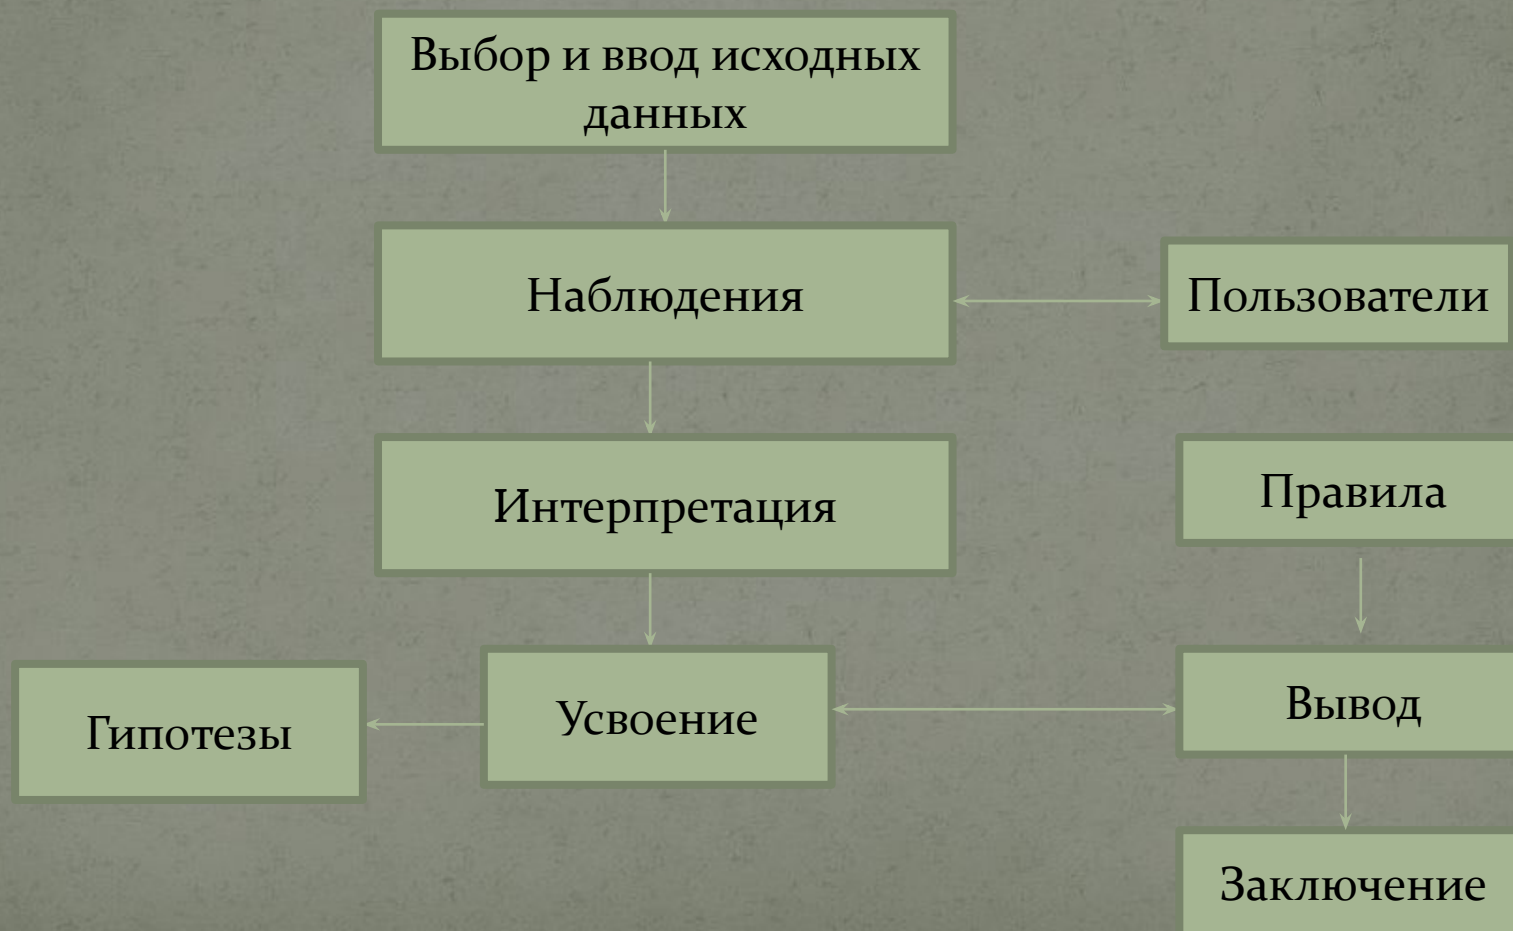 Выбор и ввод исходных
данных
Наблюдения
Пользователи
Интерпретация
Правила
Гипотезы
Усвоение
Вывод
Заключение